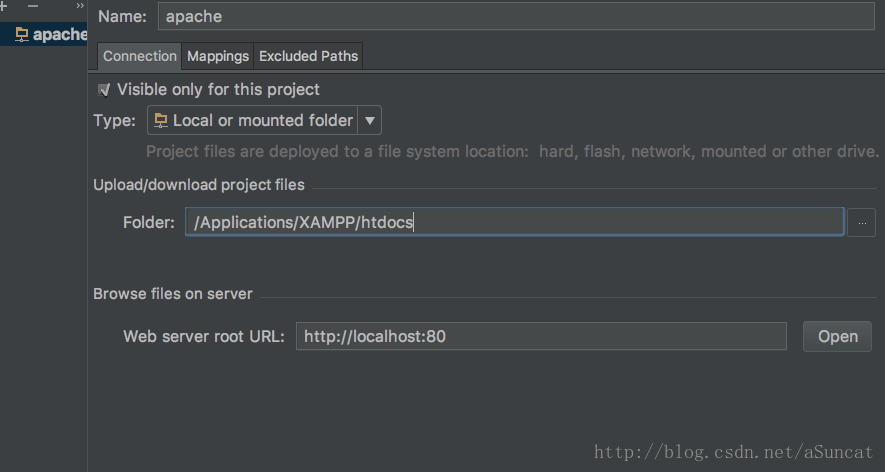 Name: apache
apache
Connection Mappings Excluded Paths
Visible only for this project
Type: Local or mounted folder
Project files are deployed to a file system location: hard, flash, network, mounted or other drive.
Upload/download project files
Folder: /Applications/XAMPP/htdocs ...
Browse files on server
Web server root URL: http://localhost:80 Open
http://blog.csdn.net/aSuncat